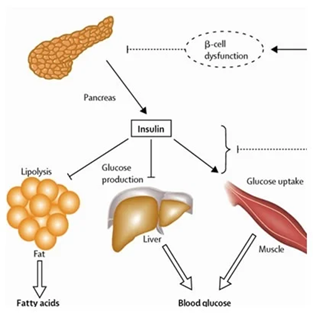 β-cell
dysfunction
Pancreas
Insulin
Lipolysis
Glucose
production
Glucose uptake
Liver
Muscle
Fat
Fatty acids
Blood glucose